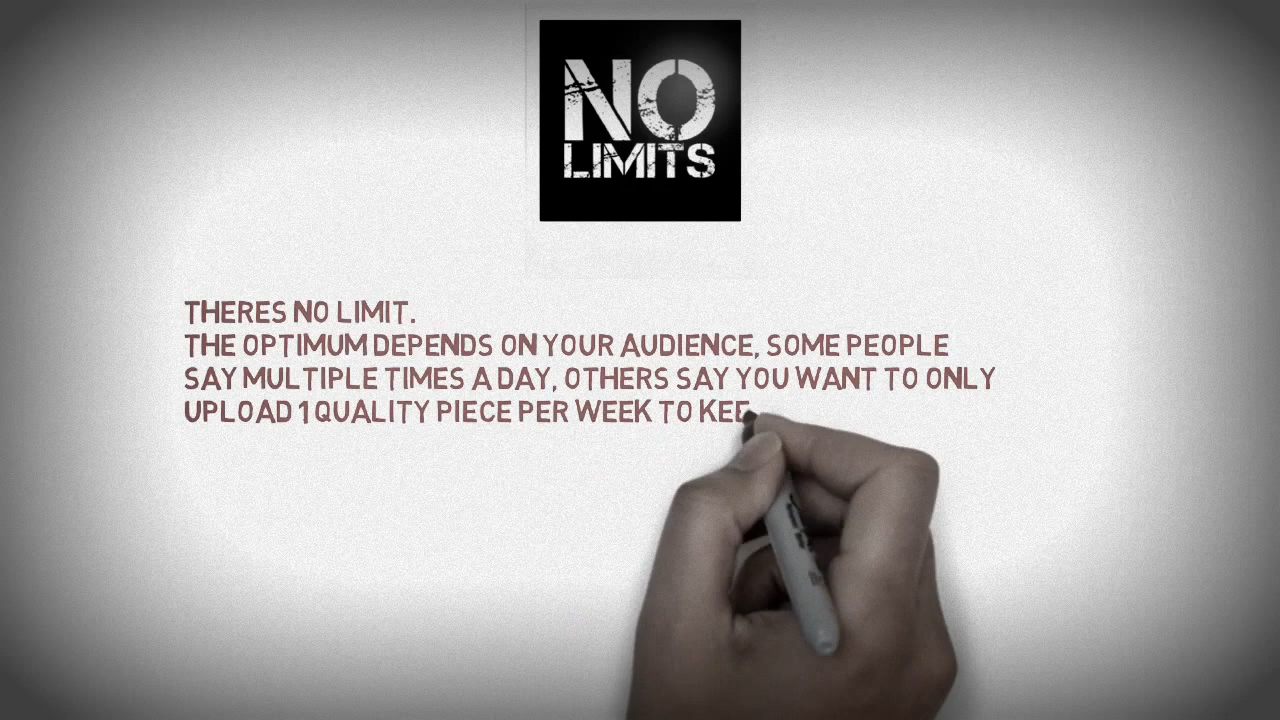 NO
LIMITS
THERES NO LIMIT.
THE OPTIMUM DEPENDS ON YOUR AUDIENCE, SOME PEOPLE
SAY MULTIPLE TIMES A DAY, OTHERS SAY YOU WANT TO ONLY
UPLOAD 1 QUALITY PIECE PER WEEK TO KEE